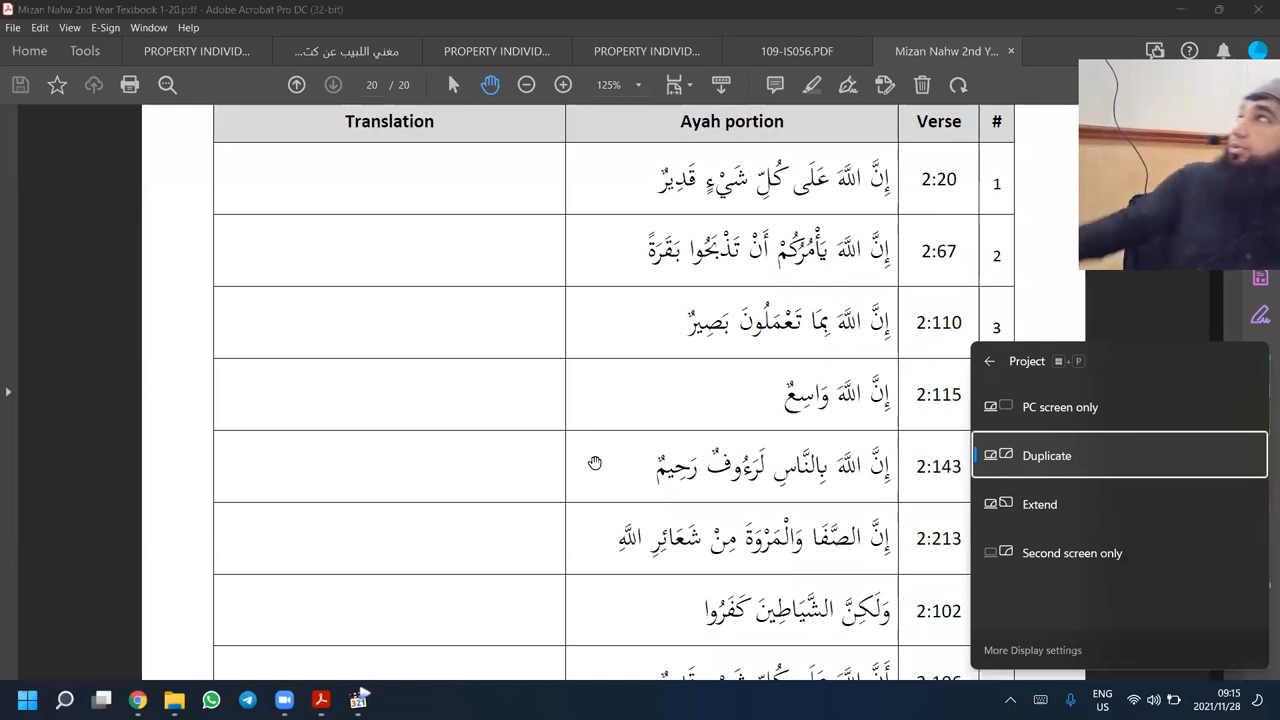 Mizan Nahw 2nd Year Textbook 1-20.pdf - Adobe Acrobat Pro DC (32-bit)
File Edit View E-Sign Window Help
Home Tools PROPERTY INDIVID... معني اللبيب عن كت... PROPERTY INDIVID... PROPERTY INDIVID... 109-IS056.PDF Mizan Nahw 2nd Y... ×
20 / 20 125%
Translation Ayah portion Verse #
إِنَّ اللَّهَ عَلَى كُلِّ شَيْءٍ قَدِيرٌ 2:20 1
إِنَّ اللَّهَ يَأْمُرُكُمْ أَنْ تَذْبَحُوا بَقَرَةً 2:67 2
إِنَّ اللَّهَ بِمَا تَعْمَلُونَ بَصِيرٌ 2:110 3
إِنَّ اللَّهَ وَاسِعٌ 2:115
إِنَّ اللَّهَ بِالنَّاسِ لَرَءُوفٌ رَحِيمٌ 2:143
إِنَّ الصَّفَا وَالْمَرْوَةَ مِنْ شَعَائِرِ اللَّهِ 2:213
وَلَكِنَّ الشَّيَاطِينَ كَفَرُوا 2:102
Project + P
PC screen only
Duplicate
Extend
Second screen only
More Display settings
321
ENG
US
09:15
2021/11/28